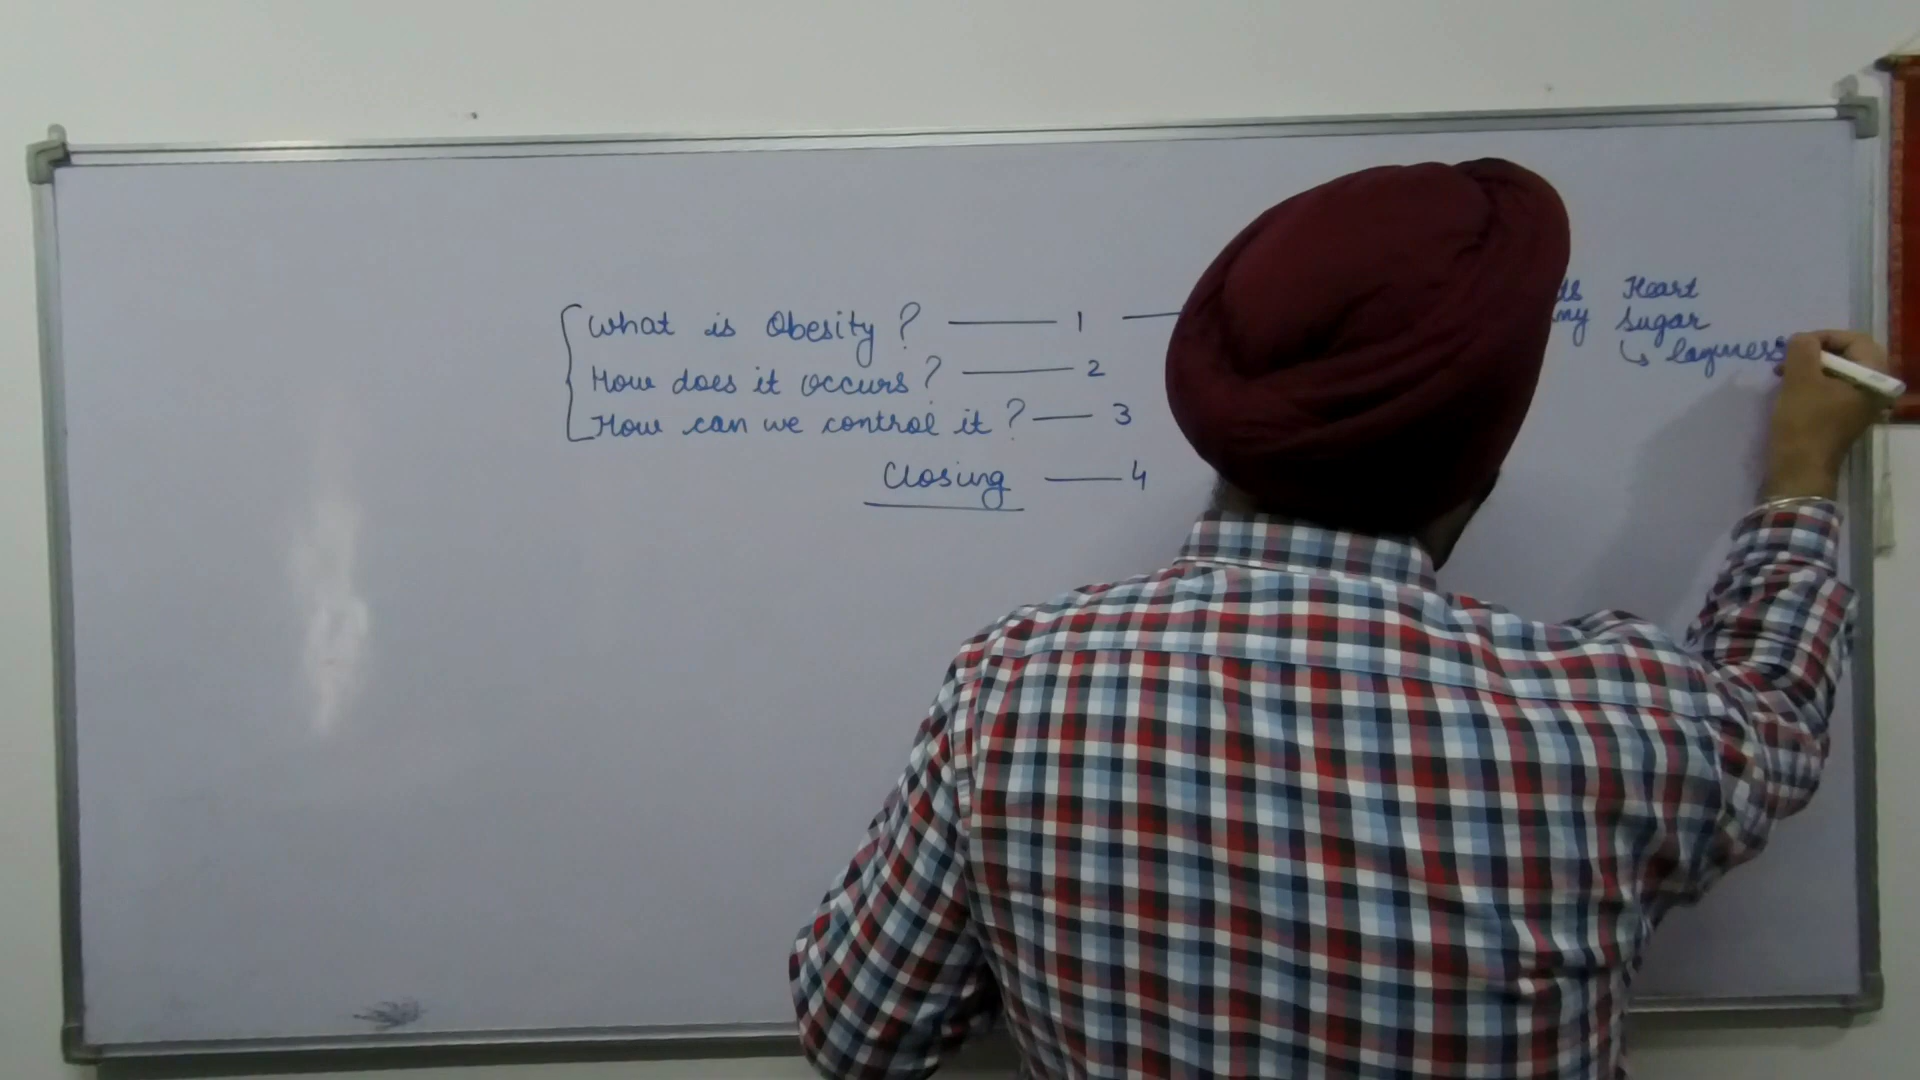 What is Obesity ? —— 1 —
How does it occurs ? —— 2
How can we control it ? — 3
Closing — 4
Heart
Sugar
↳ laziness